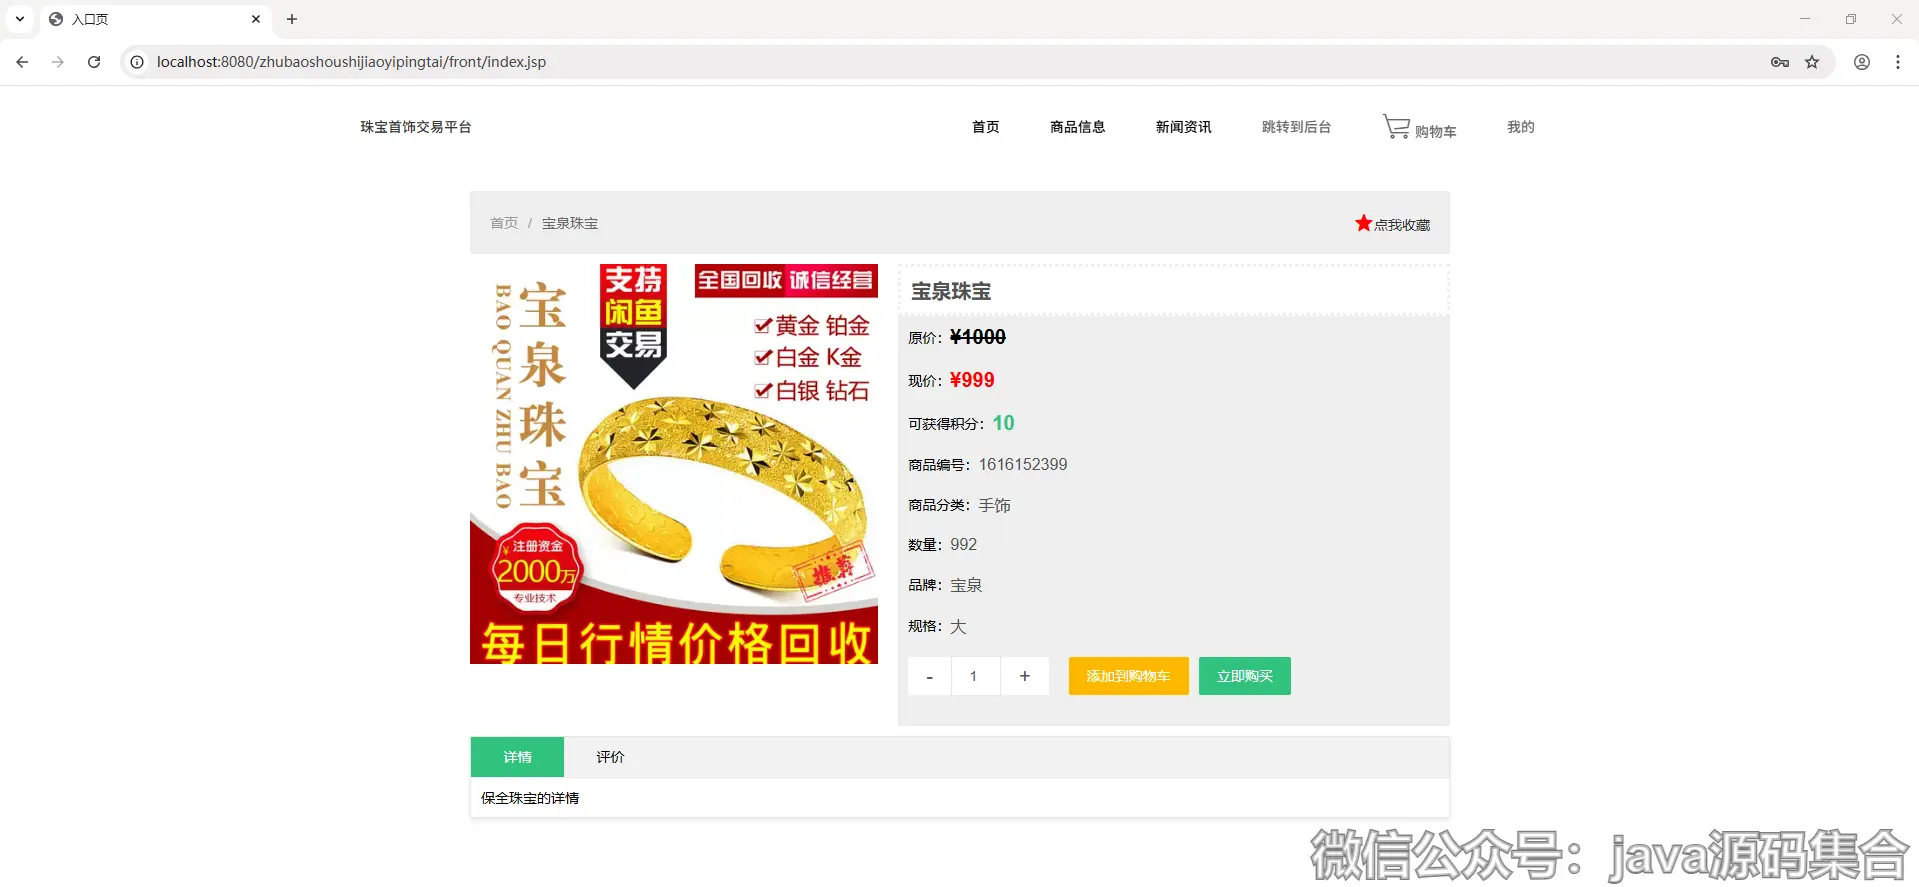 入口页
localhost:8080/zhubaoshoushijiaoyipingtai/front/index.jsp
珠宝首饰交易平台
首页
商品信息
新闻资讯
跳转到后台
购物车
我的
首页 / 宝泉珠宝
点我收藏
宝泉珠宝
BAO QUAN ZHU BAO
支持
闲鱼
交易
全国回收 诚信经营
黄金 铂金
白金 K金
白银 钻石
推荐
注册资金
¥2000万
专业技术
每日行情价格回收
宝泉珠宝
原价：¥1000
现价：¥999
可获得积分：10
商品编号：1616152399
商品分类：手饰
数量：992
品牌：宝泉
规格：大
- 1 +
添加到购物车
立即购买
详情
评价
保全珠宝的详情
微信公众号：java源码集合